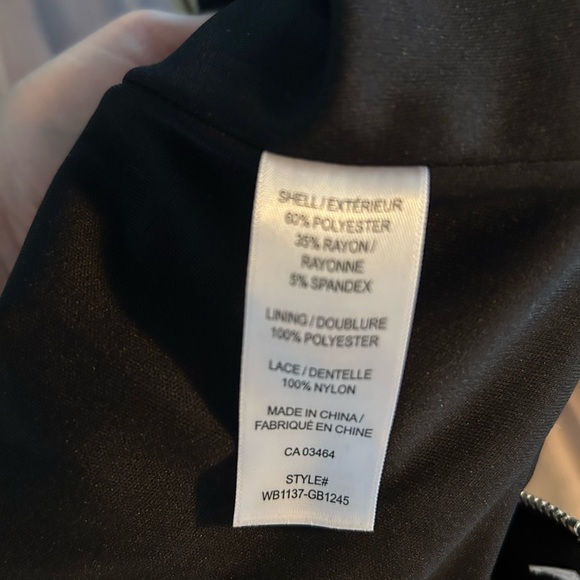 SHELL/EXTÉRIEUR
60% POLYESTER
35% RAYON/
RAYONNE
5% SPANDEX
LINING/DOUBLURE
100% POLYESTER
LACE/DENTELLE
100% NYLON
MADE IN CHINA/
FABRIQUÉ EN CHINE
CA 03464
STYLE#
WB1137-GB1245